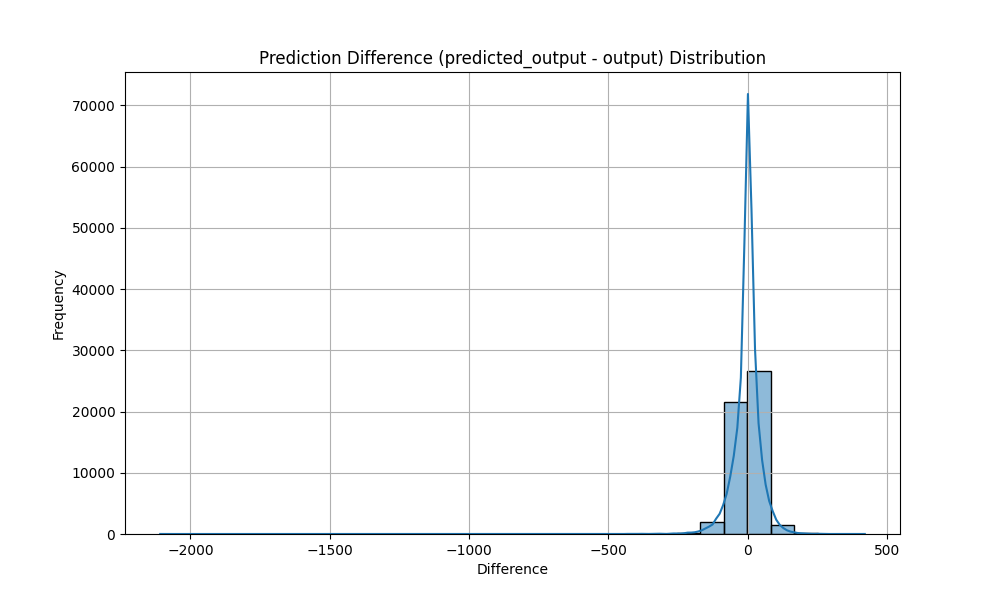 Prediction Difference (predicted_output - output) Distribution
70000
60000
50000
40000
30000
20000
10000
0
Frequency
−2000 −1500 −1000 −500 0 500
Difference